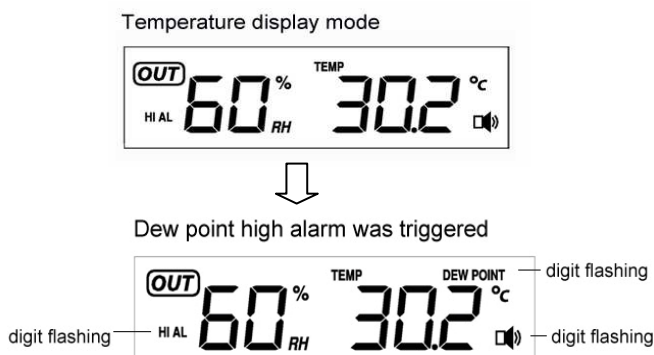 Temperature display mode
OUT 60 % TEMP 30.2 °C
HI AL RH
Dew point high alarm was triggered
OUT 60 % TEMP 30.2 DEW POINT °C digit flashing
digit flashing HI AL RH digit flashing